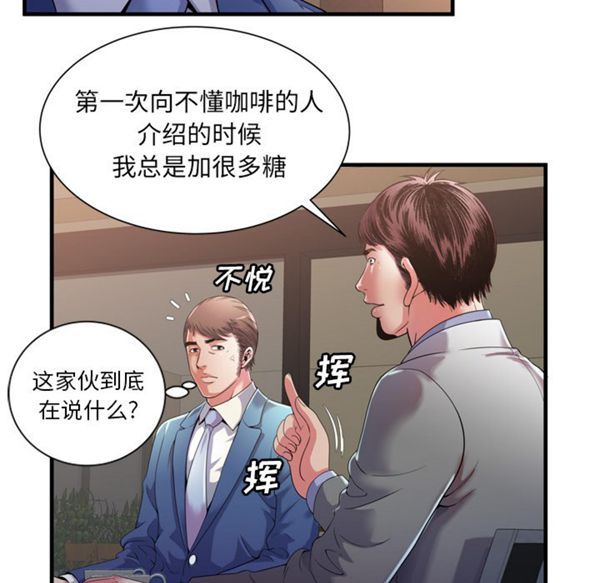 第一次向不懂咖啡的人
介绍的时候
我总是加很多糖
不悦
这家伙到底
在说什么?
挥
挥